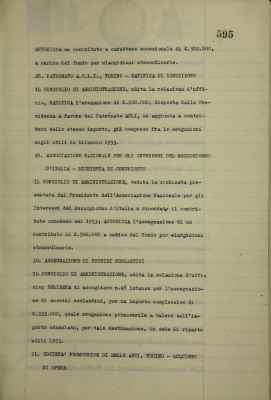 595
AUTORIZZA un contributo a carattere eccezionale di £.500.000,
a carico del fondo per elargizioni straordinarie.
28. PATRONATO A.C.L.I., TORINO - RATIFICA DI CONTRIBUTO
IL CONSIGLIO DI AMMINISTRAZIONE, udita la relazione d'uffi-
cio, RATIFICA l'erogazione di £.100.000, disposta dalla Pre-
sidenza a favore del Patronato ACLI, in aggiunta a contri-
buto dello stesso importo, già compreso fra le erogazioni
sugli utili di bilancio 1953.
29. ASSOCIAZIONE NAZIONALE PER GLI INTERESSI DEL MEZZOGIORNO
D'ITALIA - RICHIESTA DI CONTRIBUTO
IL CONSIGLIO DI AMMINISTRAZIONE, veduta la richiesta pre-
sentata dal Presidente dell'Associazione Nazionale per gli
Interessi del Mezzogiorno d'Italia e ricordato il contri-
buto concesso nel 1953; AUTORIZZA l'assegnazione di un
contributo di £.500.000 a carico del fondo per elargizioni
straordinarie.
30. ASSEGNAZIONE DI SUSSIDI SCOLASTICI
IL CONSIGLIO DI AMMINISTRAZIONE, udita la relazione d'uffi-
cio; DELIBERA di accogliere n.48 istanze per l'assegnazio-
ne di sussidi scolastici, per un importo complessivo di
£.222.000, quale erogazione prelevabile a valere sull'im-
porto stanziato, per tale destinazione, in sede di riparto
utili 1953.
31. SOCIETA' PROMOTRICE DI BELLE ARTI, TORINO - ACQUISTO
DI OPERE